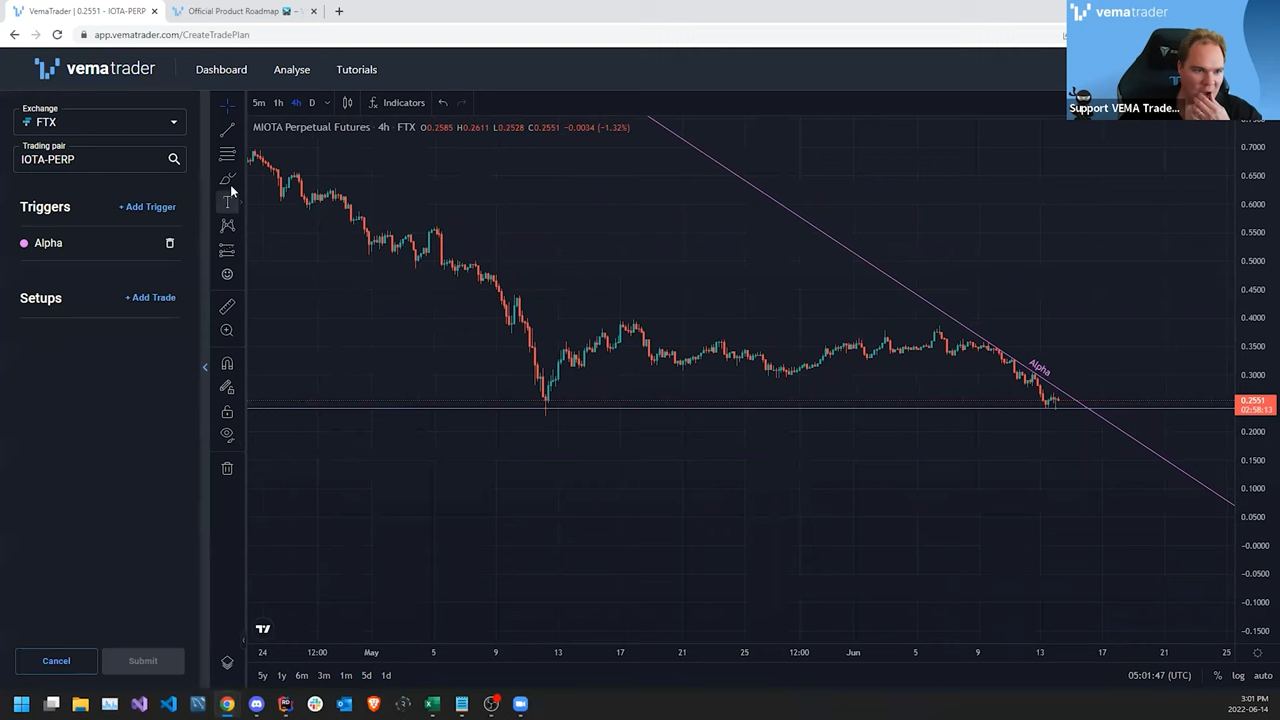 VemaTrader | 0.2551 - IOTA-PERP
Official Product Roadmap
app.vematrader.com/CreateTradePlan
vematrader
Dashboard
Analyse
Tutorials
vematrader
Support VEMA Trade...
Exchange
FTX
Trading pair
IOTA-PERP
Triggers
+ Add Trigger
Alpha
Setups
+ Add Trade
Cancel
Submit
5m 1h 4h D
Indicators
MIOTA Perpetual Futures · 4h · FTX O0.2585 H0.2611 L0.2528 C0.2551 −0.0034 (−1.32%)
Alpha
0.7000
0.6500
0.6000
0.5500
0.5000
0.4500
0.4000
0.3500
0.3000
0.2551
02:58:13
0.2000
0.1500
0.1000
0.0500
-0.0000
-0.0500
-0.1000
-0.1500
24 12:00 May 5 9 13 17 21 25 12:00 Jun 5 9 13 17 21 25
5y 1y 6m 3m 1m 5d 1d
05:01:47 (UTC) % log auto
3:01 PM
2022-06-14